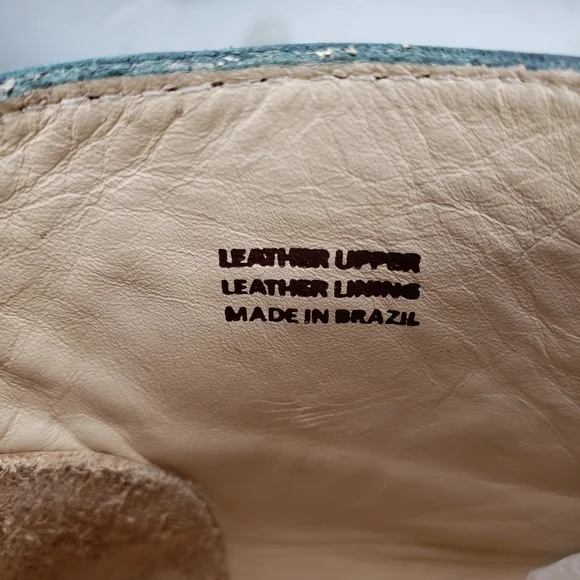 LEATHER UPPER
LEATHER LINING
MADE IN BRAZIL